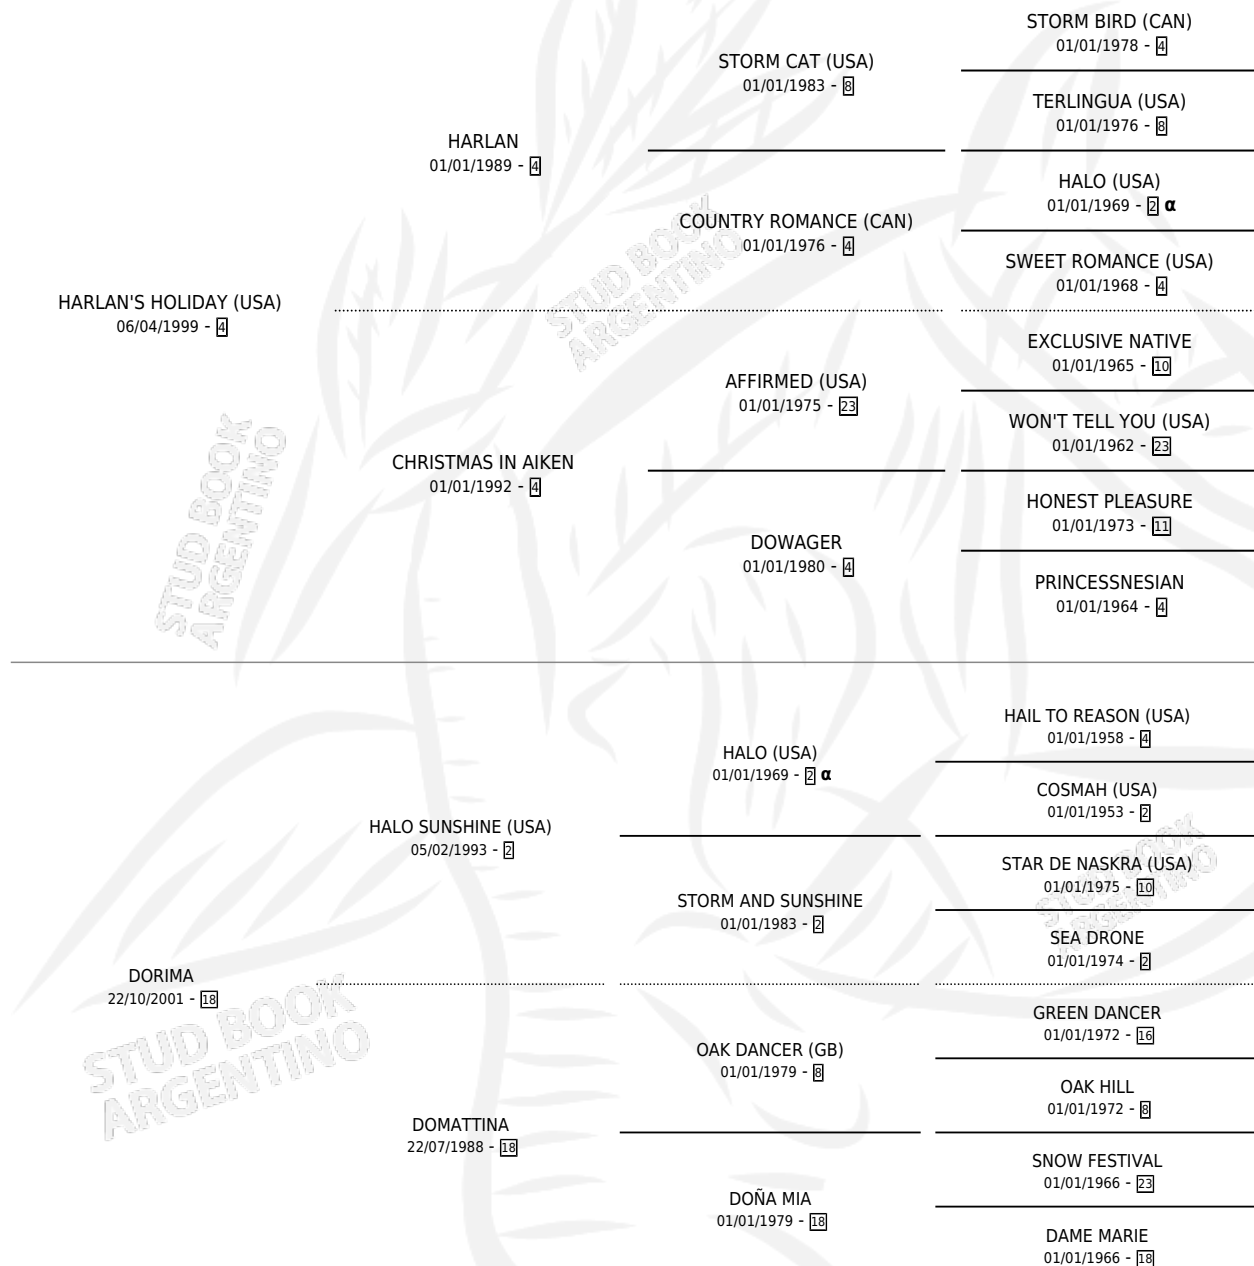 STORM BIRD (CAN)
01/01/1978 - 4
STORM CAT (USA)
01/01/1983 - 8
TERLINGUA (USA)
01/01/1976 - 8
HARLAN
01/01/1989 - 4
HALO (USA)
01/01/1969 - 2 α
COUNTRY ROMANCE (CAN)
01/01/1976 - 4
SWEET ROMANCE (USA)
01/01/1968 - 4
HARLAN'S HOLIDAY (USA)
06/04/1999 - 4
EXCLUSIVE NATIVE
01/01/1965 - 10
AFFIRMED (USA)
01/01/1975 - 23
WON'T TELL YOU (USA)
01/01/1962 - 23
CHRISTMAS IN AIKEN
01/01/1992 - 4
HONEST PLEASURE
01/01/1973 - 11
DOWAGER
01/01/1980 - 4
PRINCESSNESIAN
01/01/1964 - 4
HAIL TO REASON (USA)
01/01/1958 - 4
HALO (USA)
01/01/1969 - 2 α
COSMAH (USA)
01/01/1953 - 2
HALO SUNSHINE (USA)
05/02/1993 - 2
STAR DE NASKRA (USA)
01/01/1975 - 10
STORM AND SUNSHINE
01/01/1983 - 2
SEA DRONE
01/01/1974 - 2
DORIMA
22/10/2001 - 18
GREEN DANCER
01/01/1972 - 16
OAK DANCER (GB)
01/01/1979 - 8
OAK HILL
01/01/1972 - 8
DOMATTINA
22/07/1988 - 18
SNOW FESTIVAL
01/01/1966 - 23
DOÑA MIA
01/01/1979 - 18
DAME MARIE
01/01/1966 - 18
STUD BOOK
ARGENTINO
STUD BOOK
ARGENTINO
STUD BOOK
ARGENTINO
STUD BOOK
ARGENTINO